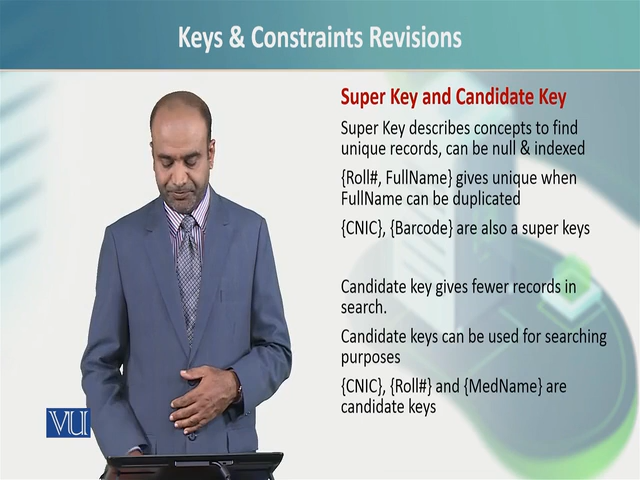 Keys & Constraints Revisions
Super Key and Candidate Key
Super Key describes concepts to find
unique records, can be null & indexed
{Roll#, FullName} gives unique when
FullName can be duplicated
{CNIC}, {Barcode} are also a super keys
Candidate key gives fewer records in
search.
Candidate keys can be used for searching
purposes
{CNIC}, {Roll#} and {MedName} are
candidate keys
VU